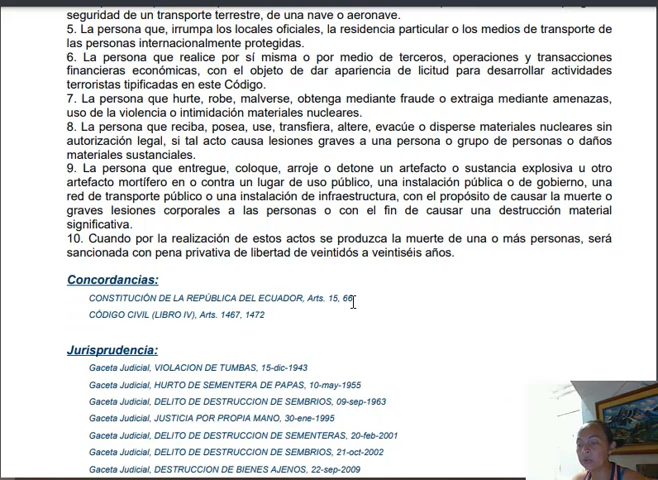 seguridad de un transporte terrestre, de una nave o aeronave.
5. La persona que, irrumpa los locales oficiales, la residencia particular o los medios de transporte de
las personas internacionalmente protegidas.
6. La persona que realice por sí misma o por medio de terceros, operaciones y transacciones
financieras económicas, con el objeto de dar apariencia de licitud para desarrollar actividades
terroristas tipificadas en este Código.
7. La persona que hurte, robe, malverse, obtenga mediante fraude o extraiga mediante amenazas,
uso de la violencia o intimidación materiales nucleares.
8. La persona que reciba, posea, use, transfiera, altere, evacúe o disperse materiales nucleares sin
autorización legal, si tal acto causa lesiones graves a una persona o grupo de personas o daños
materiales sustanciales.
9. La persona que entregue, coloque, arroje o detone un artefacto o sustancia explosiva u otro
artefacto mortífero en o contra un lugar de uso público, una instalación pública o de gobierno, una
red de transporte público o una instalación de infraestructura, con el propósito de causar la muerte o
graves lesiones corporales a las personas o con el fin de causar una destrucción material
significativa.
10. Cuando por la realización de estos actos se produzca la muerte de una o más personas, será
sancionada con pena privativa de libertad de veintidós a veintiséis años.
Concordancias:
CONSTITUCIÓN DE LA REPÚBLICA DEL ECUADOR, Arts. 15, 66
CÓDIGO CIVIL (LIBRO IV), Arts. 1467, 1472
Jurisprudencia:
Gaceta Judicial, VIOLACION DE TUMBAS, 15-dic-1943
Gaceta Judicial, HURTO DE SEMENTERA DE PAPAS, 10-may-1955
Gaceta Judicial, DELITO DE DESTRUCCION DE SEMBRIOS, 09-sep-1963
Gaceta Judicial, JUSTICIA POR PROPIA MANO, 30-ene-1995
Gaceta Judicial, DELITO DE DESTRUCCION DE SEMENTERAS, 20-feb-2001
Gaceta Judicial, DELITO DE DESTRUCCION DE SEMBRIOS, 21-oct-2002
Gaceta Judicial, DESTRUCCION DE BIENES AJENOS, 22-sep-2009